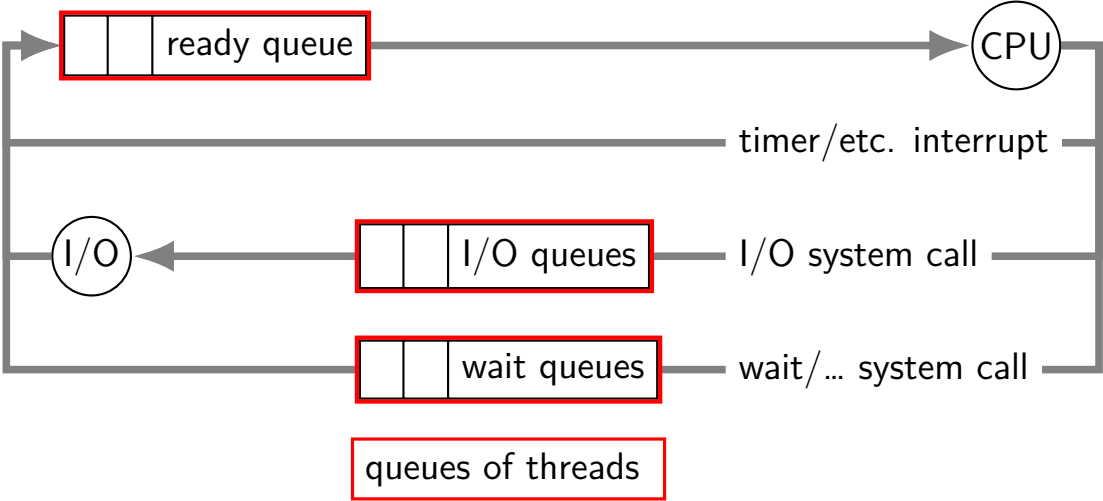 ready queue
CPU
timer/etc. interrupt
I/O
I/O queues
I/O system call
wait queues
wait/… system call
queues of threads